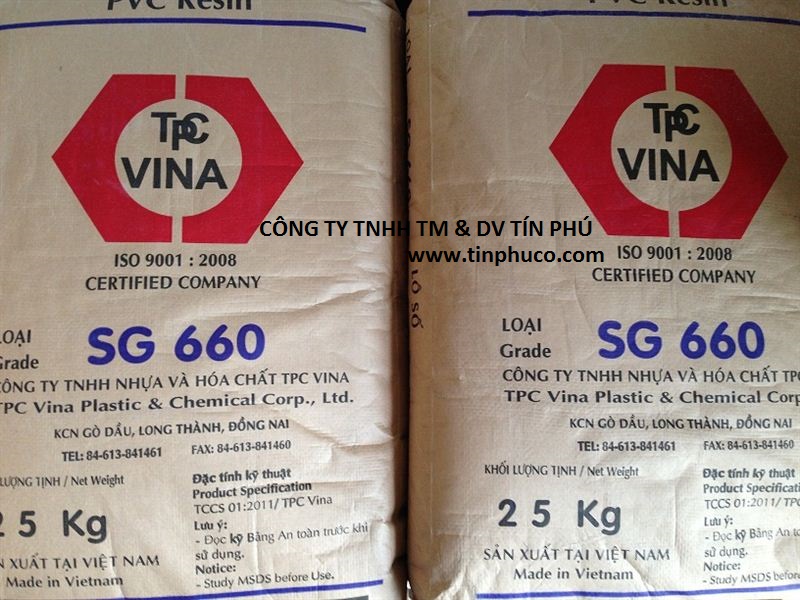 PVC Resin
TPC
VINA
ISO 9001 : 2008
CERTIFIED COMPANY
LOẠI
Grade
SG 660
CÔNG TY TNHH NHỰA VÀ HÓA CHẤT TPC VINA
TPC Vina Plastic & Chemical Corp., Ltd.
KCN GÒ DẦU, LONG THÀNH, ĐỒNG NAI
TEL: 84-613-841461 FAX: 84-613-841460
LƯỢNG TỊNH / Net Weight
25 Kg
N XUẤT TẠI VIỆT NAM
Made in Vietnam
Đặc tính kỹ thuật
Product Specification
TCCS 01:2011/ TPC Vina
Lưu ý:
- Đọc kỹ Bảng An toàn trước khi
sử dụng.
Notice:
- Study MSDS before Use.
CÔNG TY TNHH TM & DV TÍN PHÚ
www.tinphuco.com
LÔ SỐ
PVC Resin
TPC
VINA
ISO 9001 : 2008
CERTIFIED COMPANY
LOẠI
Grade
SG 660
CÔNG TY TNHH NHỰA VÀ HÓA CHẤT TPC
TPC Vina Plastic & Chemical Corp
KCN GÒ DẦU, LONG THÀNH, ĐỒNG NAI
TEL: 84-613-841461 FAX: 84-613-841460
KHỐI LƯỢNG TỊNH / Net Weight
25 Kg
SẢN XUẤT TẠI VIỆT NAM
Made in Vietnam
Đặc tính kỹ thuật
Product Specificati
TCCS 01:2011/ TPC
Lưu ý:
- Đọc kỹ Bảng An to
sử dụng.
Notice:
- Study MSDS befo